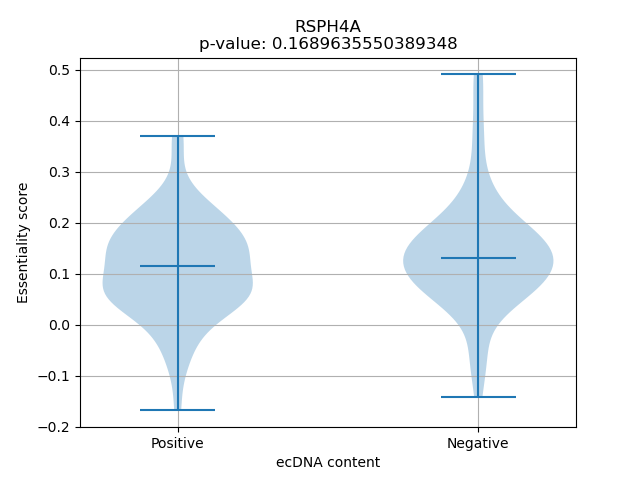 RSPH4A
p-value: 0.1689635550389348
0.5
0.4
0.3
0.2
0.1
0.0
−0.1
−0.2
Essentiality score
Positive
Negative
ecDNA content